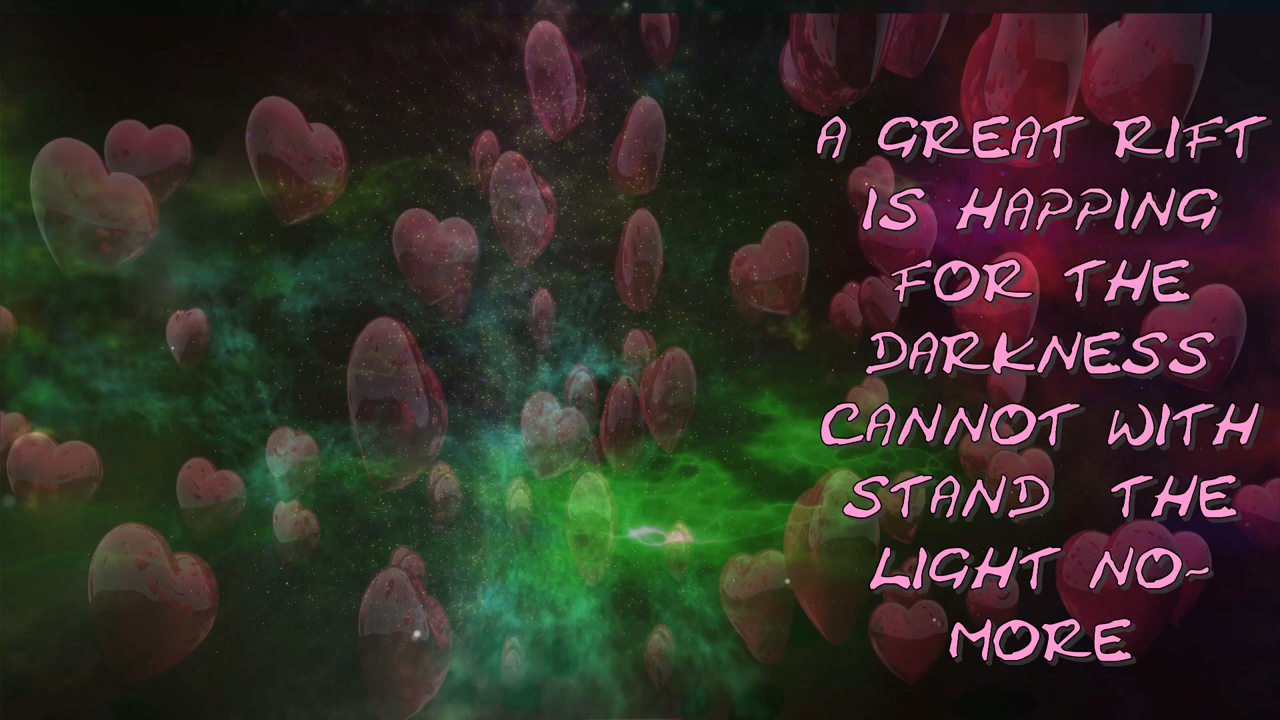 A GREAT RIFT
IS HAPPING
FOR THE
DARKNESS
CANNOT WITH
STAND THE
LIGHT NO-
MORE